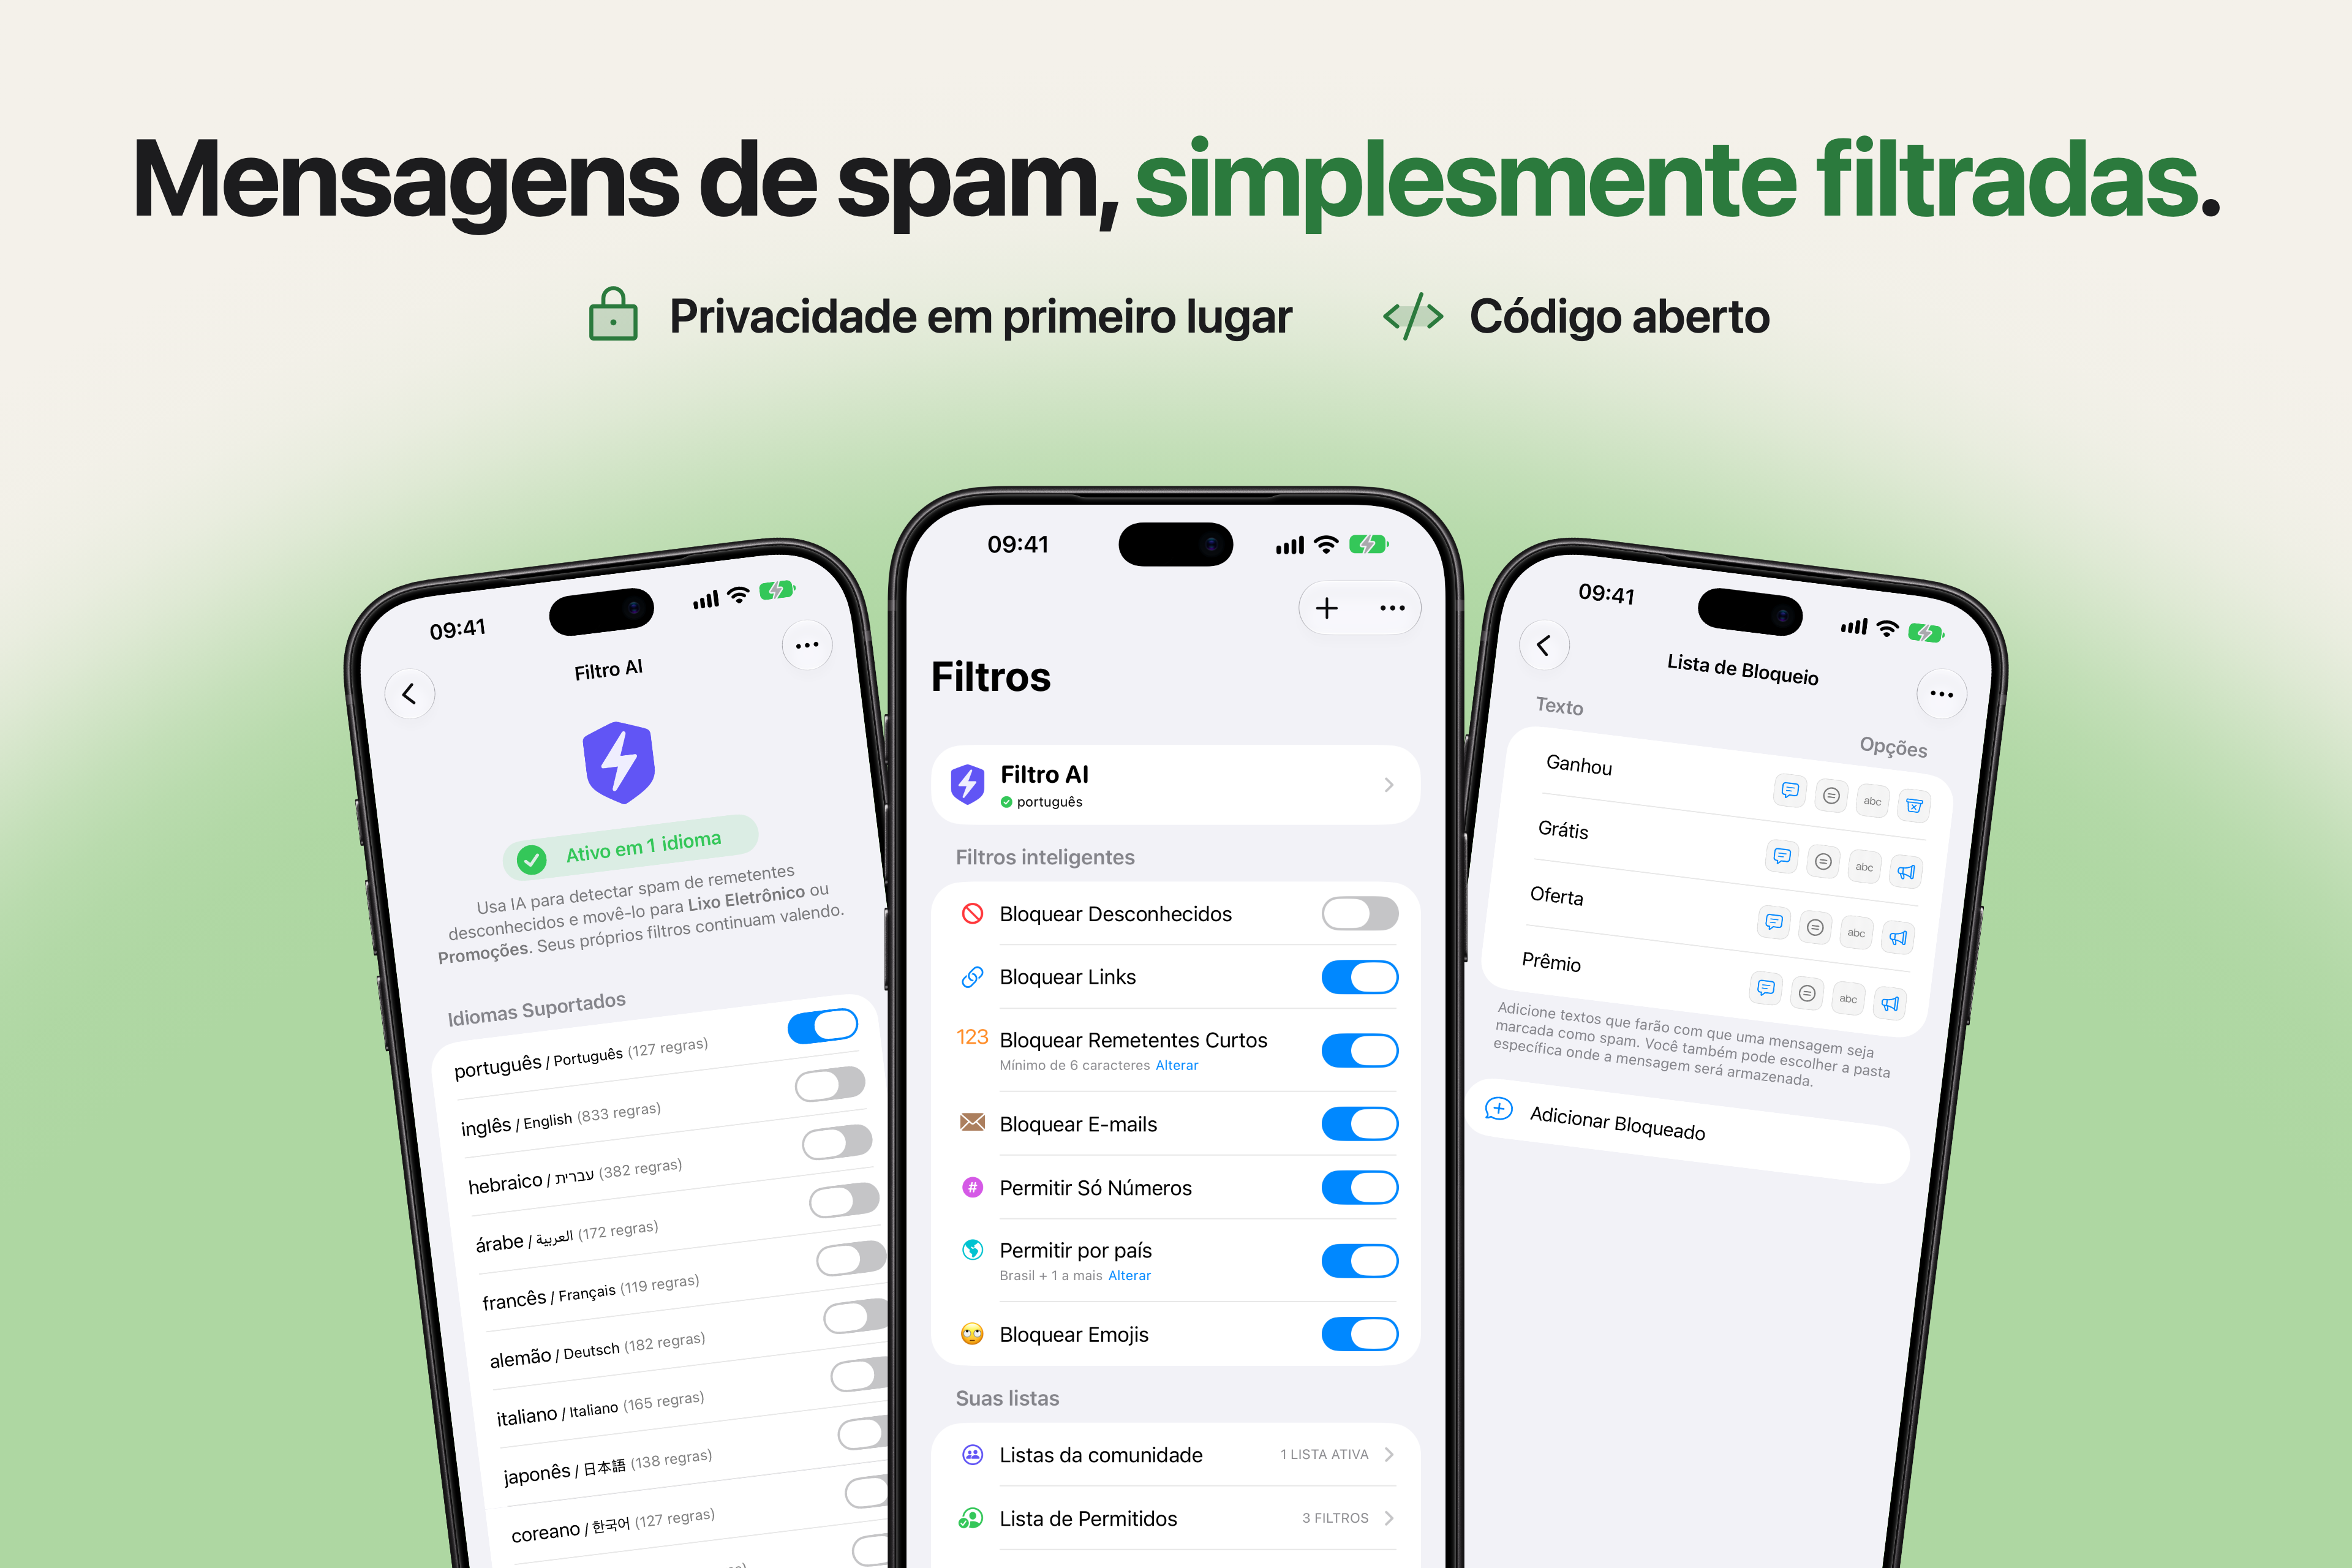 Mensagens de spam, simplesmente filtradas.
Privacidade em primeiro lugar
Código aberto
09:41
Filtro AI
Ativo em 1 idioma
Usa IA para detectar spam de remetentes
desconhecidos e movê-lo para Lixo Eletrônico ou
Promoções. Seus próprios filtros continuam valendo.
Idiomas Suportados
português / Português (127 regras)
inglês / English (833 regras)
hebraico / עברית (382 regras)
árabe / العربية (172 regras)
francês / Français (119 regras)
alemão / Deutsch (182 regras)
italiano / Italiano (165 regras)
japonês / 日本語 (138 regras)
coreano / 한국어 (127 regras)
09:41
Filtros
Filtro AI
português
Filtros inteligentes
Bloquear Desconhecidos
Bloquear Links
123 Bloquear Remetentes Curtos
Mínimo de 6 caracteres Alterar
Bloquear E-mails
# Permitir Só Números
Permitir por país
Brasil + 1 a mais Alterar
Bloquear Emojis
Suas listas
Listas da comunidade 1 LISTA ATIVA
Lista de Permitidos 3 FILTROS
09:41
Lista de Bloqueio
Texto
Opções
Ganhou abc
Grátis abc
Oferta abc
Prêmio abc
Adicione textos que farão com que uma mensagem seja
marcada como spam. Você também pode escolher a pasta
específica onde a mensagem será armazenada.
Adicionar Bloqueado